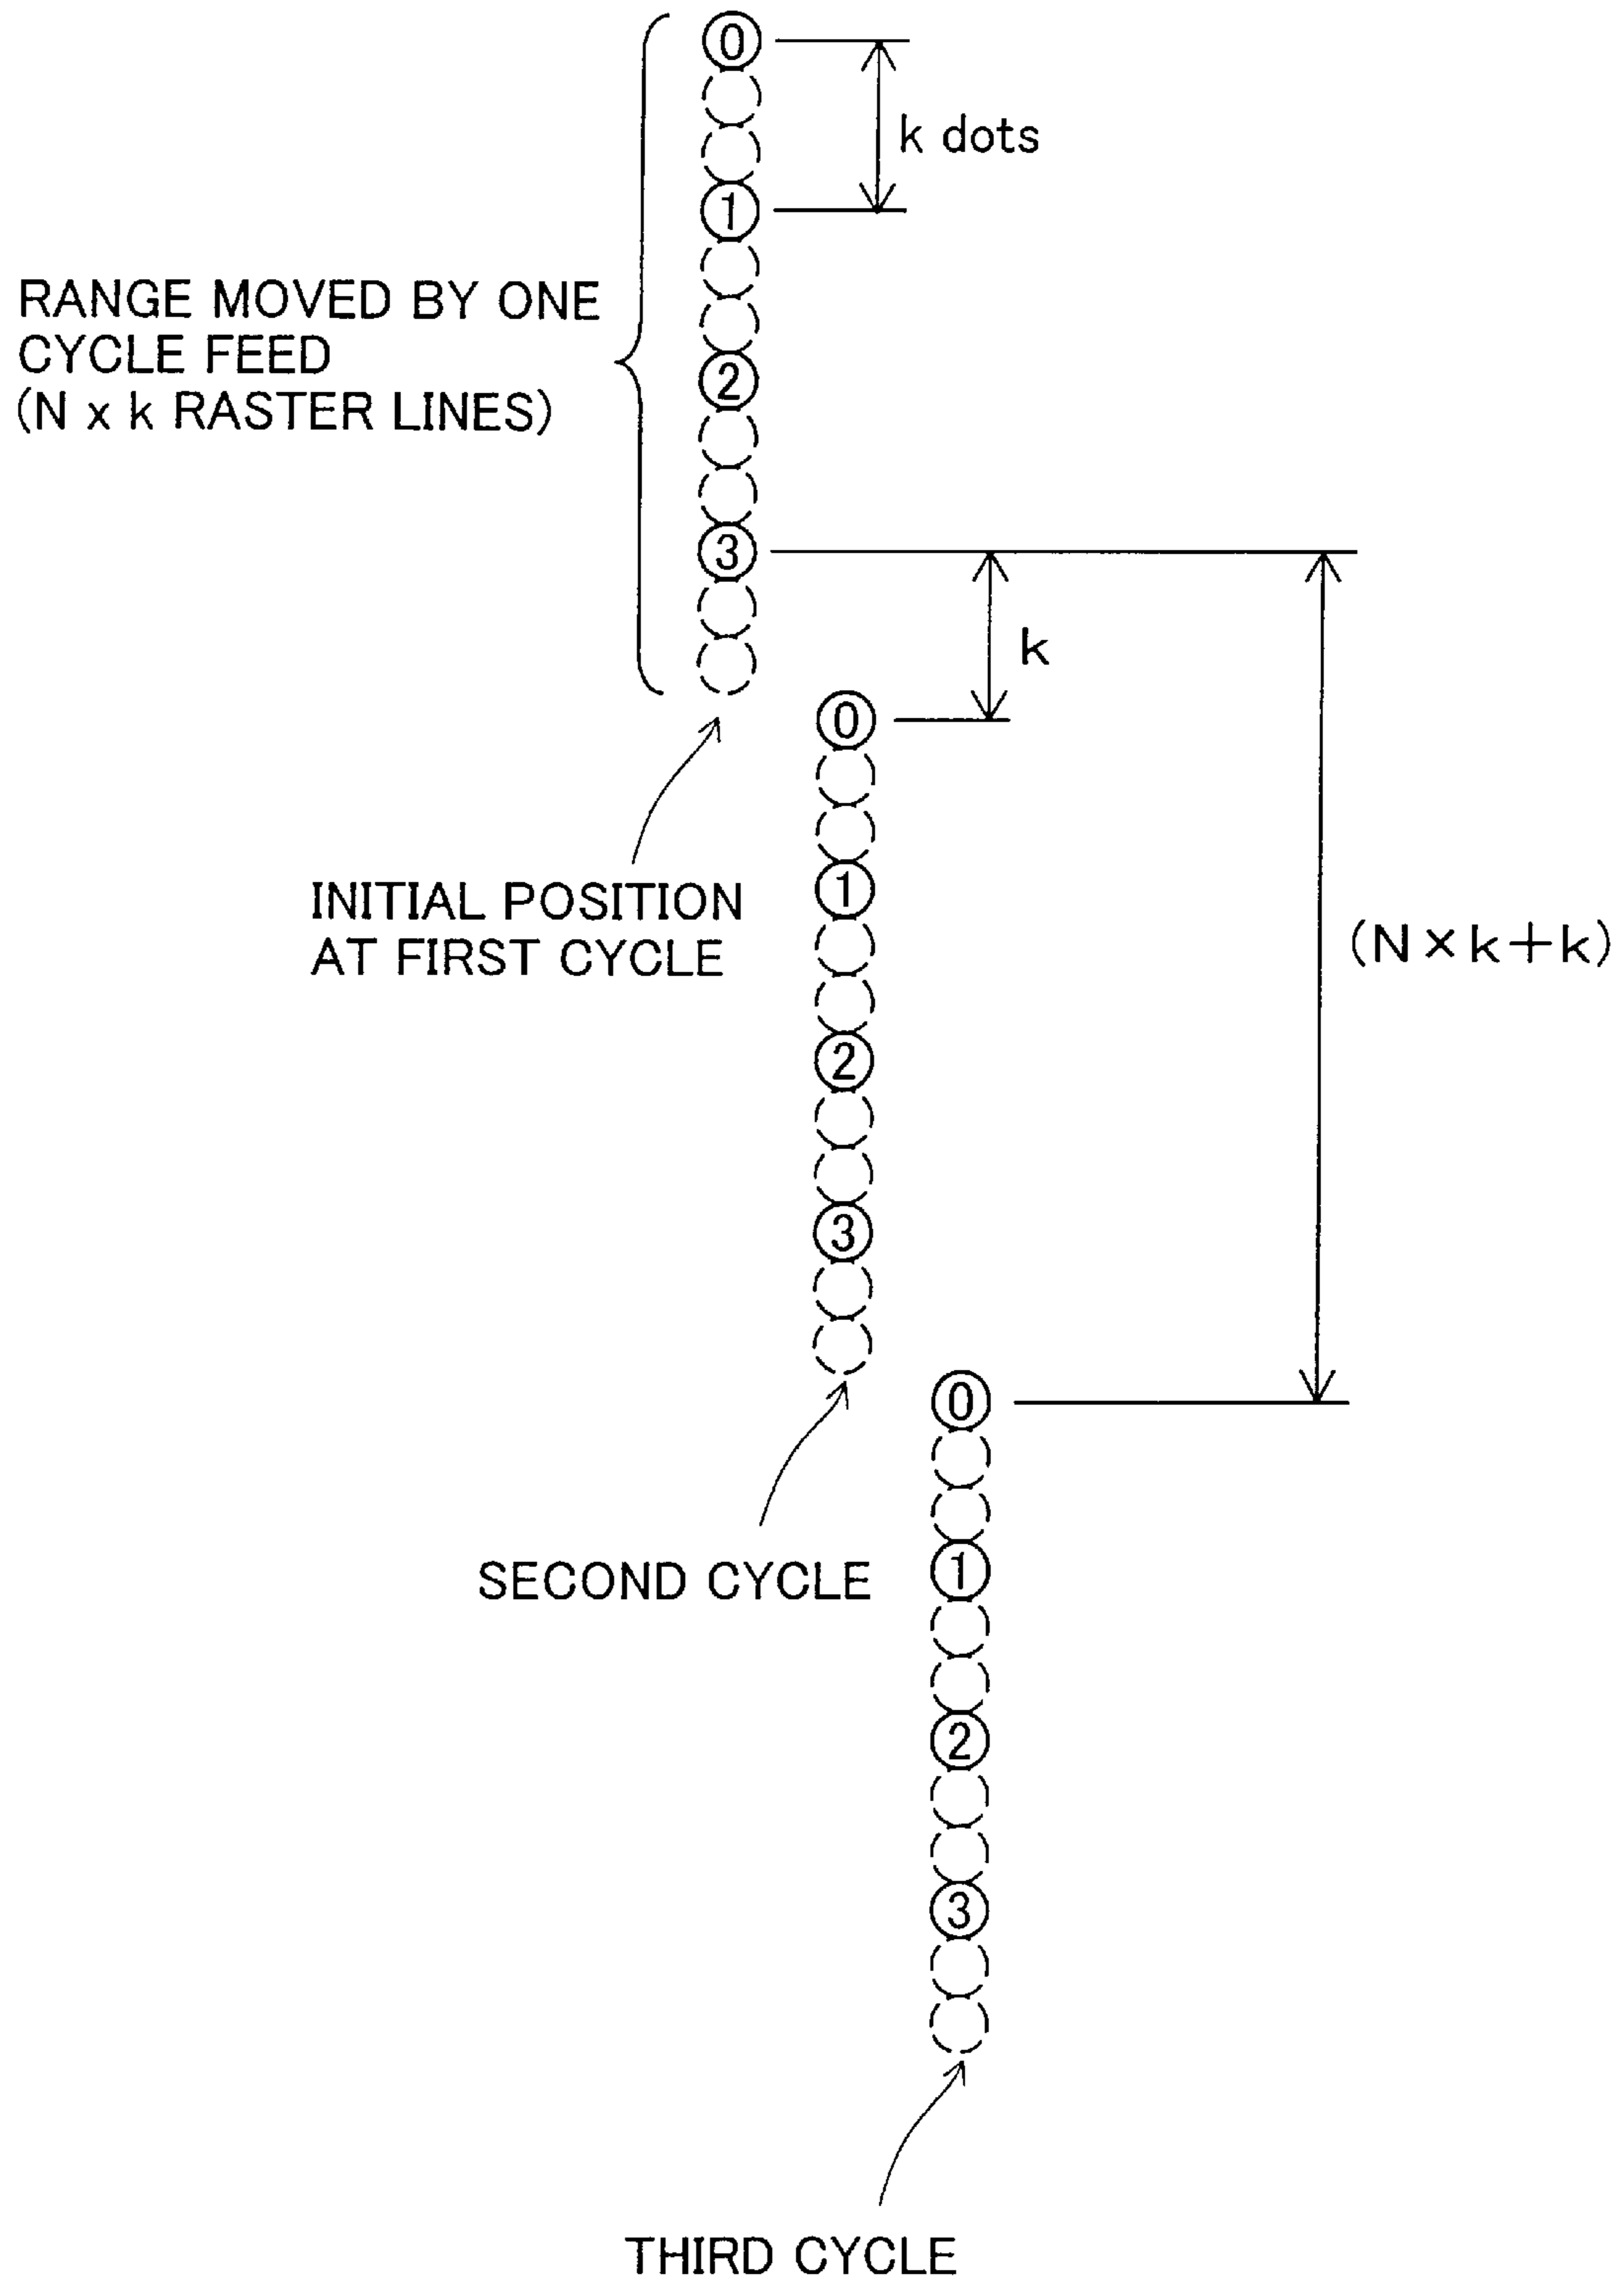 0
k dots
1
RANGE MOVED BY ONE
CYCLE FEED
(N x k RASTER LINES)
2
3
k
0
INITIAL POSITION
AT FIRST CYCLE
1
(N×k+k)
2
3
0
SECOND CYCLE
1
2
3
THIRD CYCLE